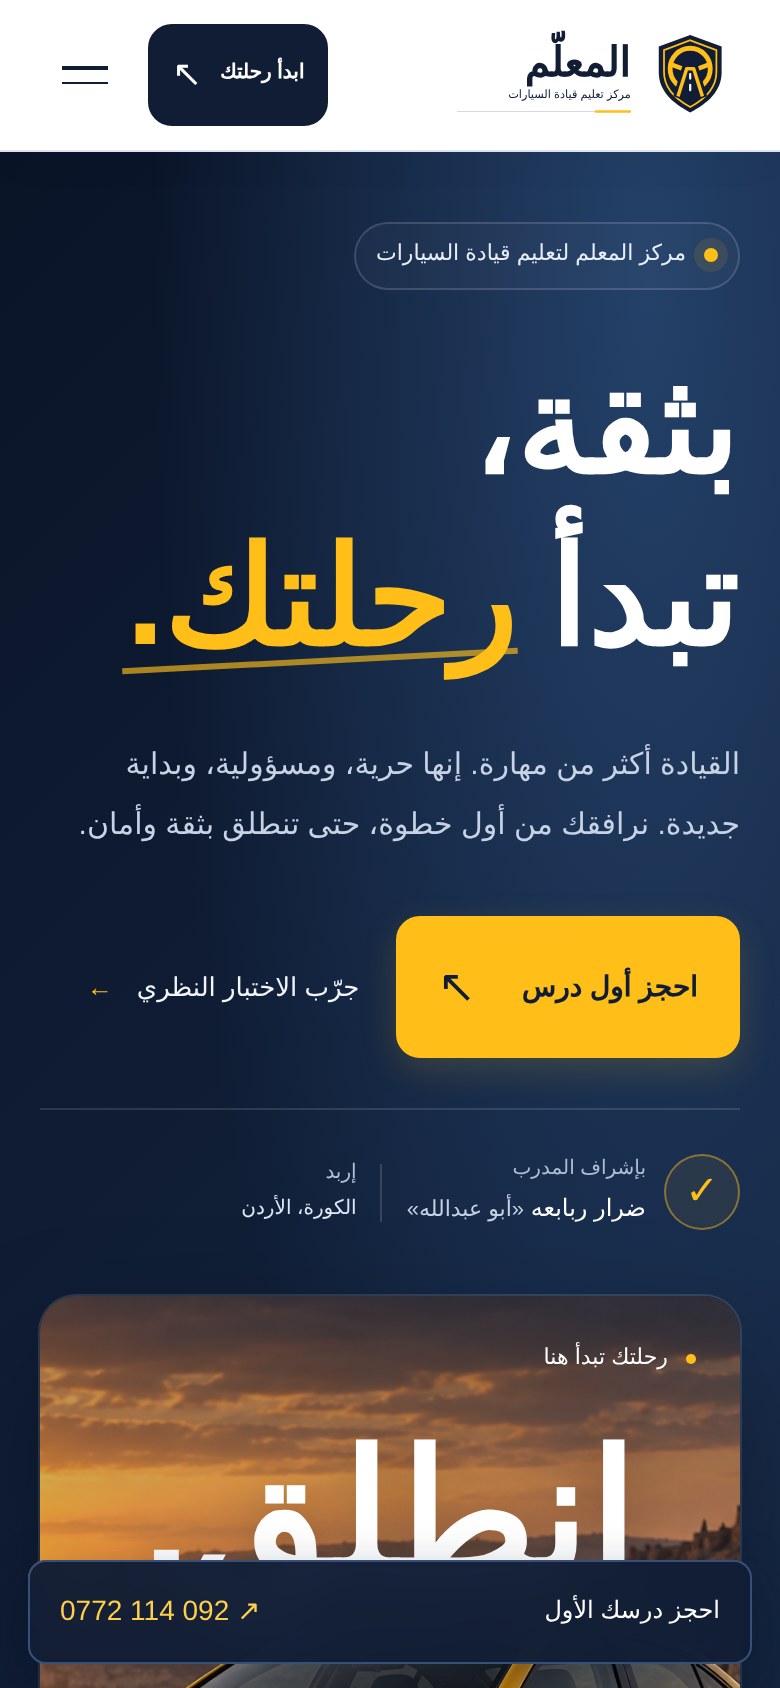 المعلّم
مركز تعليم قيادة السيارات
ابدأ رحلتك ↖
مركز المعلم لتعليم قيادة السيارات
بثقة،
تبدأ رحلتك.
القيادة أكثر من مهارة. إنها حرية، ومسؤولية، وبداية
جديدة. نرافقك من أول خطوة، حتى تنطلق بثقة وأمان.
احجز أول درس ↖
جرّب الاختبار النظري ←
✓
بإشراف المدرب
ضرار ربابعه «أبو عبدالله»
إربد
الكورة، الأردن
رحلتك تبدأ هنا
انطلق.
احجز درسك الأول
0772 114 092 ↗